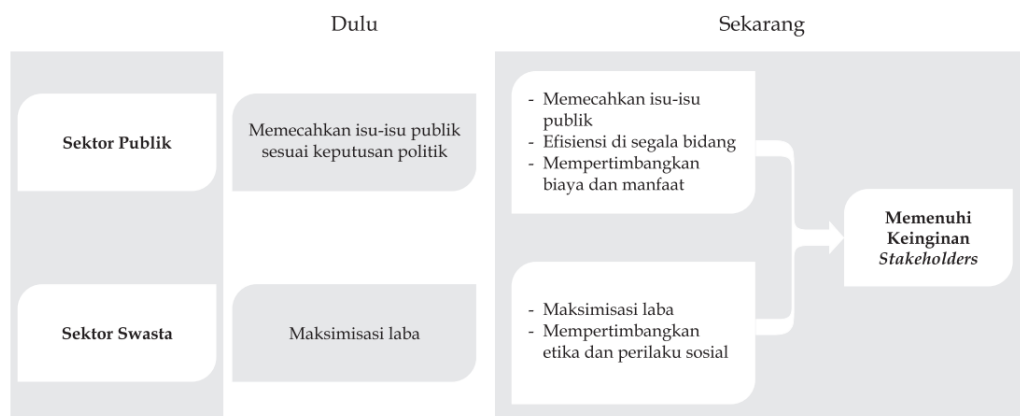 Dulu
Sekarang
Sektor Publik
Memecahkan isu-isu publik
sesuai keputusan politik
- Memecahkan isu-isu
publik
- Efisiensi di segala bidang
- Mempertimbangkan
biaya dan manfaat
Memenuhi
Keinginan
Stakeholders
Sektor Swasta
Maksimisasi laba
- Maksimisasi laba
- Mempertimbangkan
etika dan perilaku sosial